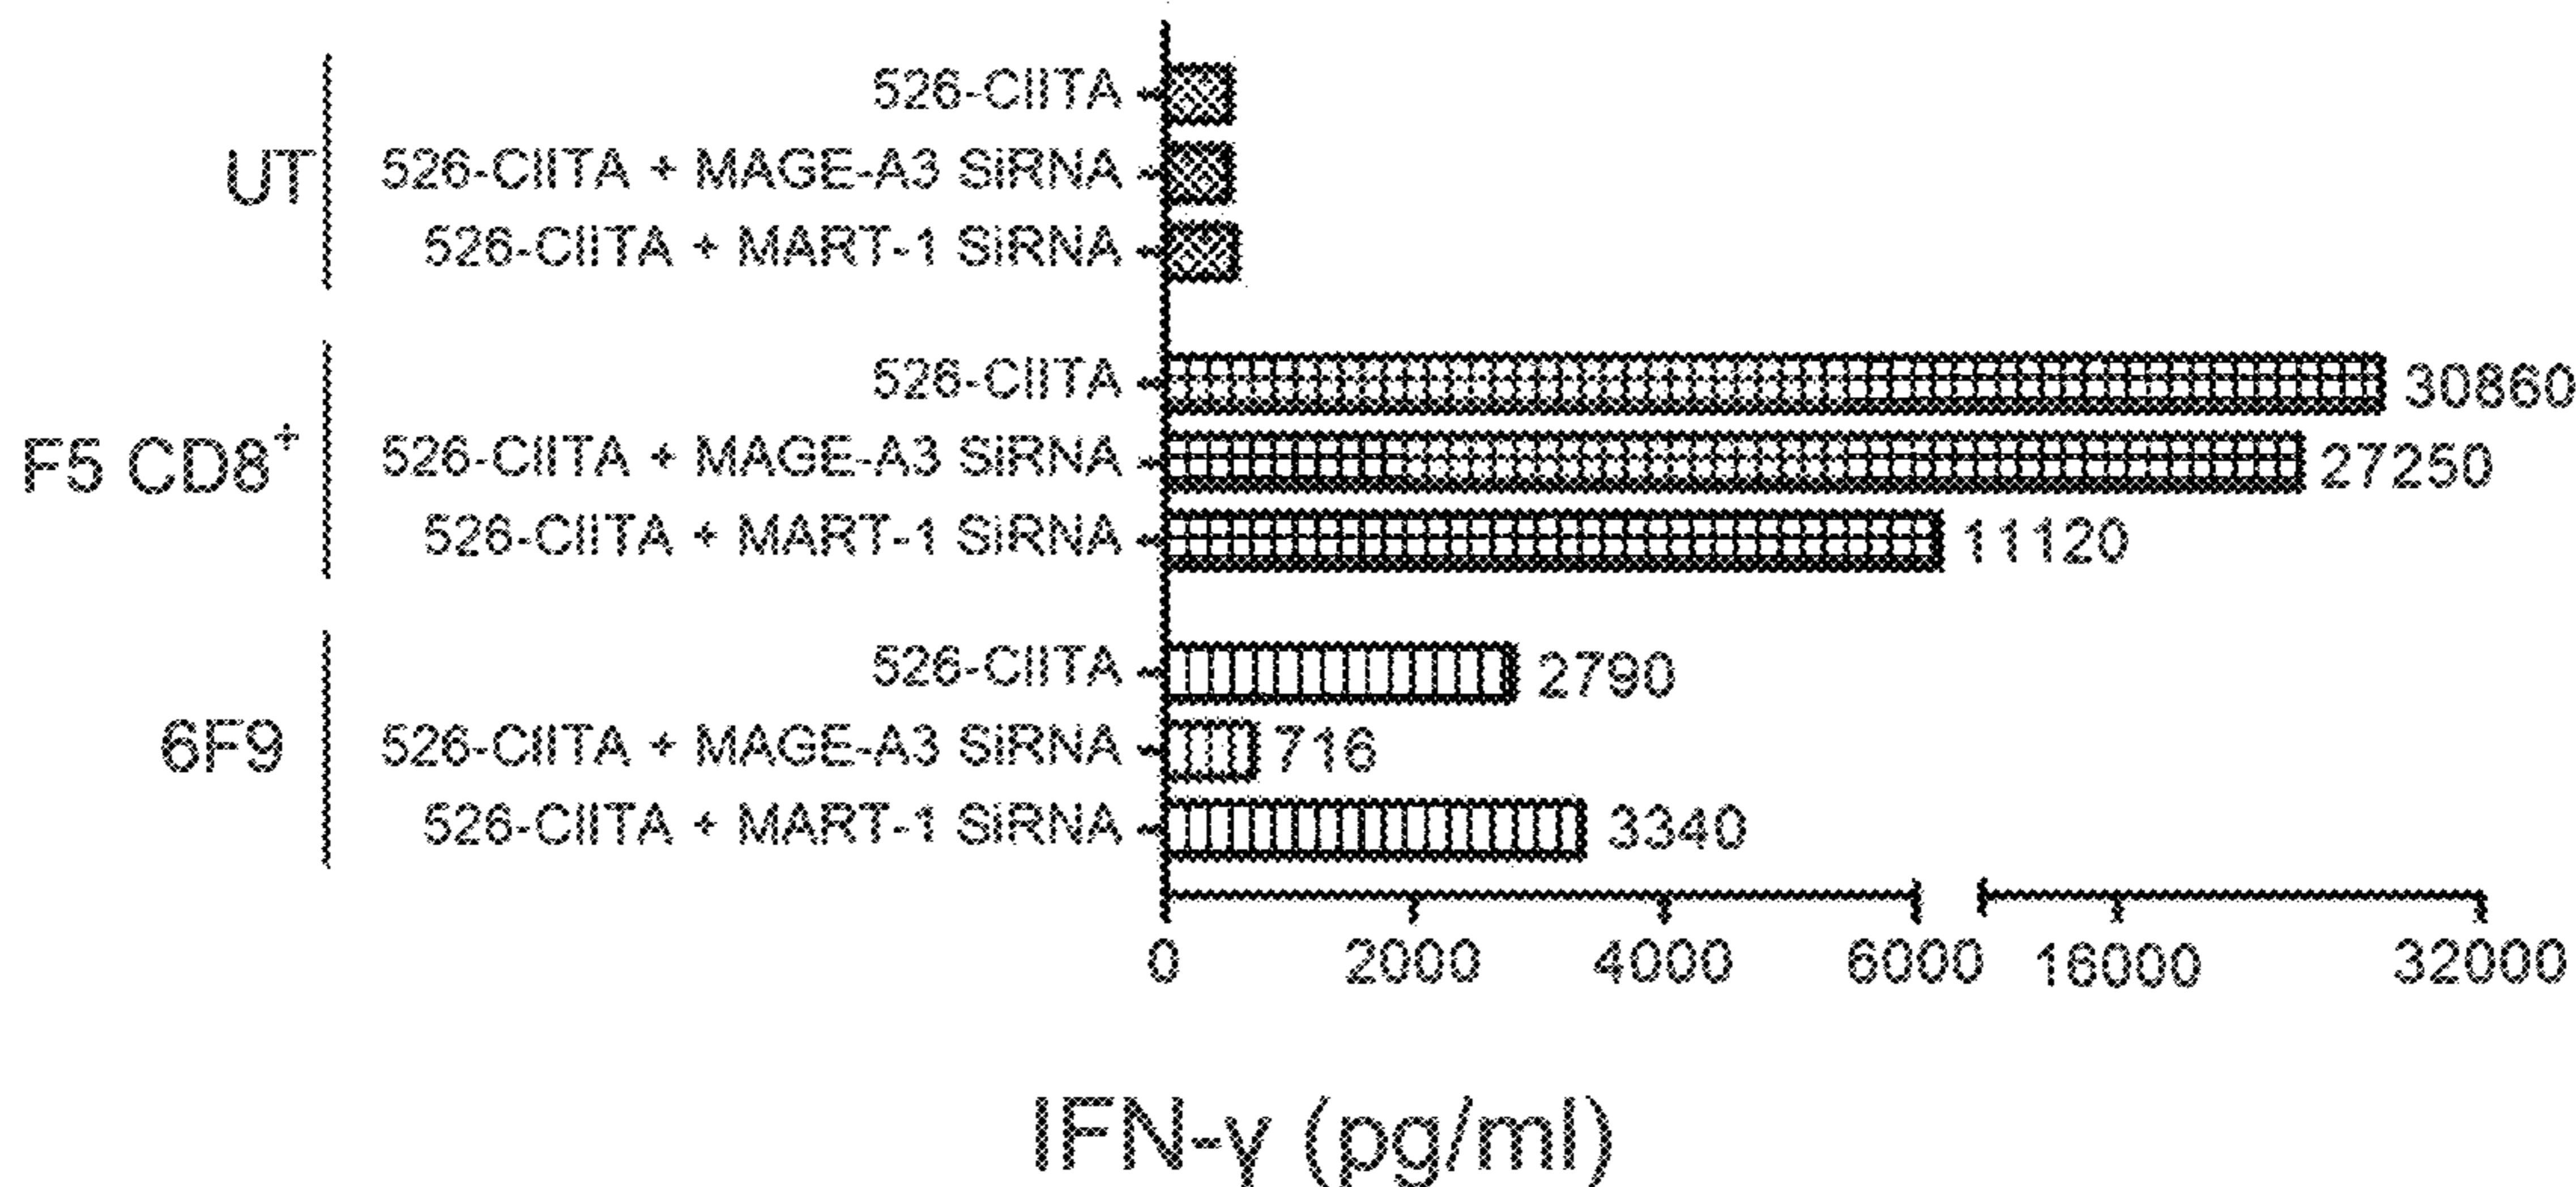 UT
526-CIITA
526-CIITA + MAGE-A3 SiRNA
526-CIITA + MART-1 SiRNA
F5 CD8+
526-CIITA
30860
526-CIITA + MAGE-A3 SiRNA
27250
526-CIITA + MART-1 SiRNA
11120
6F9
526-CIITA
2790
526-CIITA + MAGE-A3 SiRNA
716
526-CIITA + MART-1 SiRNA
3340
0 2000 4000 6000 16000 32000
IFN-γ (pg/ml)